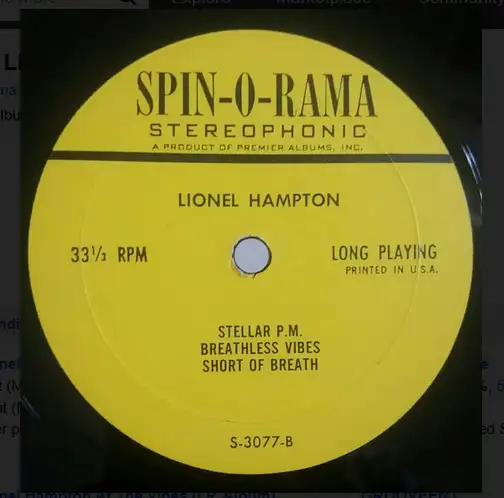 SPIN-O-RAMA
STEREOPHONIC
A PRODUCT OF PREMIER ALBUMS, INC.
LIONEL HAMPTON
33⅓ RPM
LONG PLAYING
PRINTED IN U.S.A.
STELLAR P.M.
BREATHLESS VIBES
SHORT OF BREATH
S-3077-B